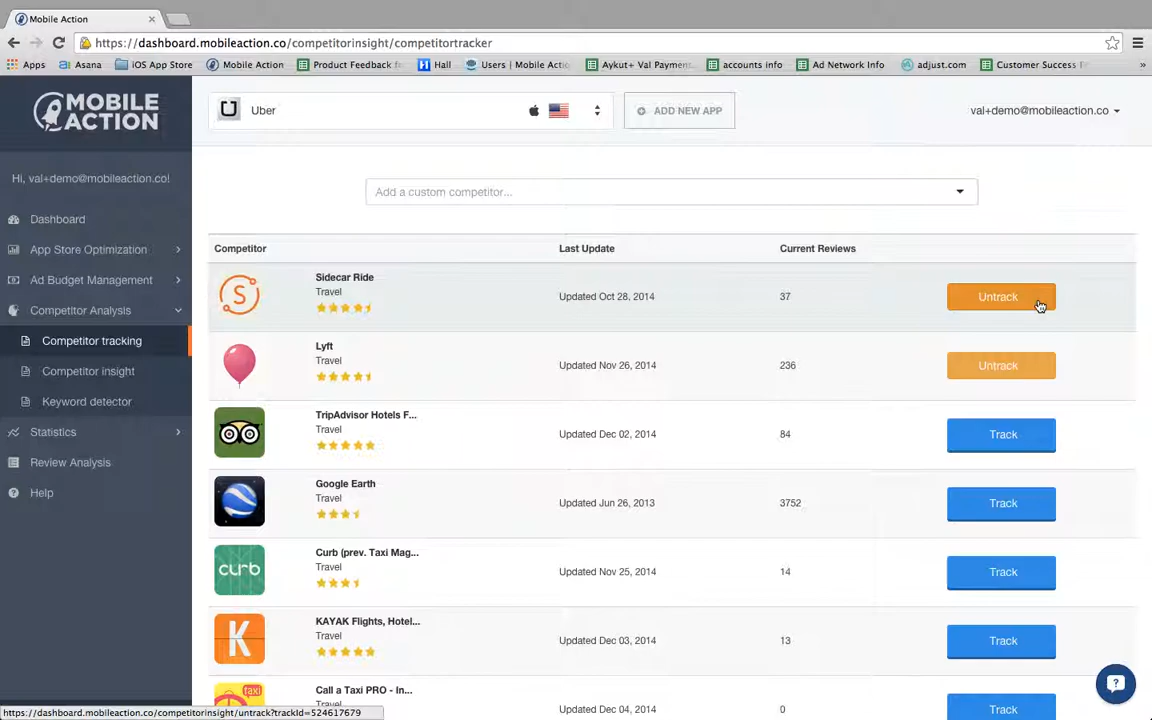 Mobile Action
https://dashboard.mobileaction.co/competitorinsight/competitortracker
Apps
Asana
iOS App Store
Mobile Action
Product Feedback f
Hall
Users | Mobile Actio
Aykut+ Val Payment
accounts info
Ad Network Info
adjust.com
Customer Success P
»
MOBILE
ACTION
U
Uber
ADD NEW APP
val+demo@mobileaction.co
Hi, val+demo@mobileaction.co!
Dashboard
App Store Optimization
Ad Budget Management
Competitor Analysis
Competitor tracking
Competitor insight
Keyword detector
Statistics
Review Analysis
Help
Add a custom competitor...
Competitor
Last Update
Current Reviews
S
Sidecar Ride
Travel
Updated Oct 28, 2014
37
Untrack
Lyft
Travel
Updated Nov 26, 2014
236
Untrack
TripAdvisor Hotels F...
Travel
Updated Dec 02, 2014
84
Track
Google Earth
Travel
Updated Jun 26, 2013
3752
Track
curb
Curb (prev. Taxi Mag...
Travel
Updated Nov 25, 2014
14
Track
K
KAYAK Flights, Hotel...
Travel
Updated Dec 03, 2014
13
Track
taxi
Call a Taxi PRO - In...
Updated Dec 04, 2014
0
Track
https://dashboard.mobileaction.co/competitorinsight/untrack?trackId=524617679